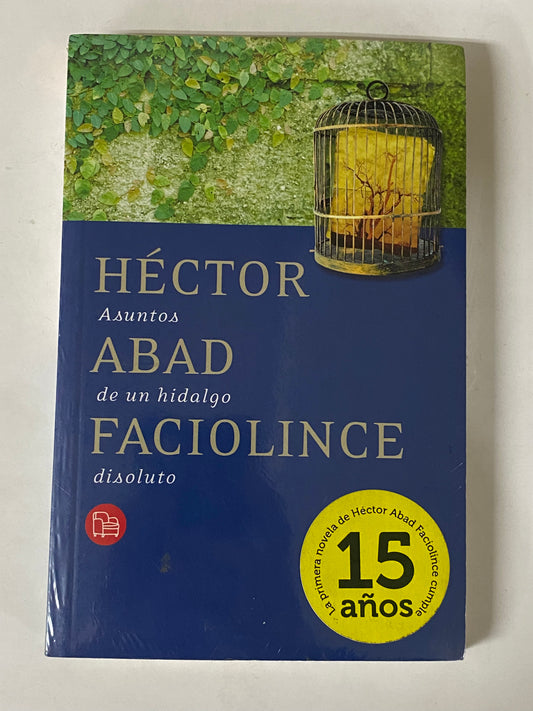 HÉCTOR
Asuntos
ABAD
de un hidalgo
FACIOLINCE
disoluto
La primera novela de Héctor Abad Faciolince cumple
15
años